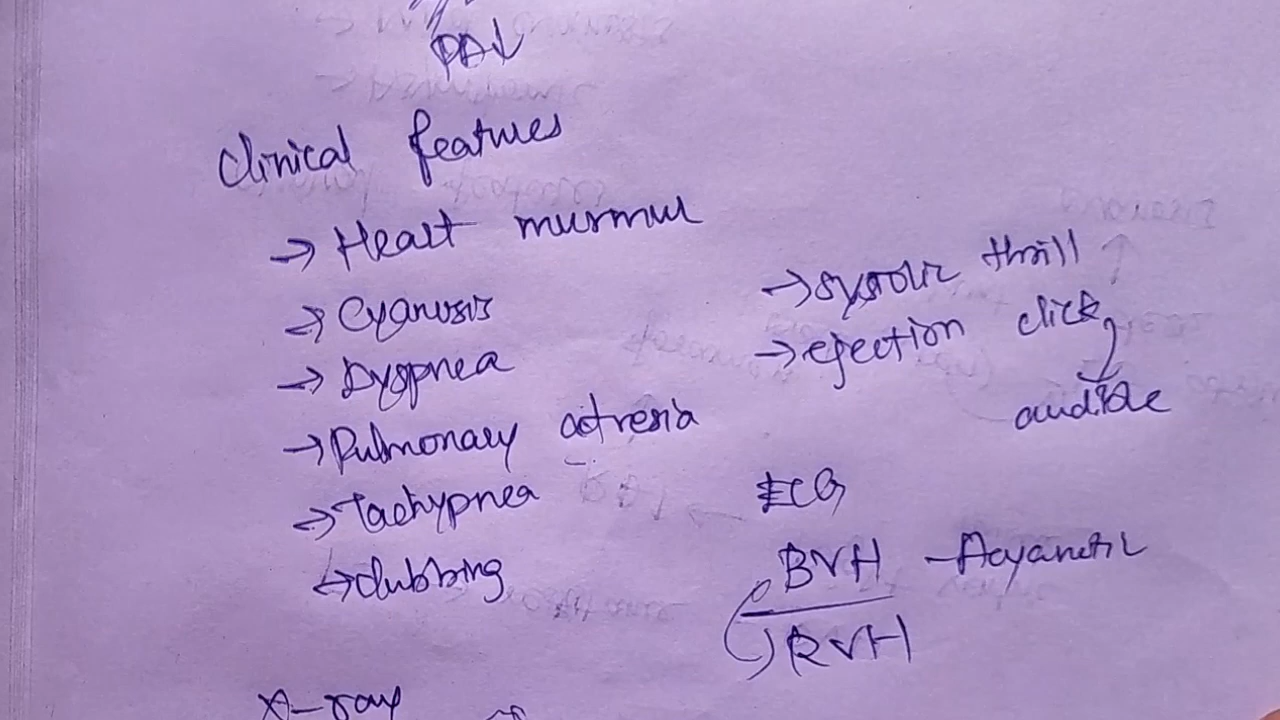 PDA
Clinical features
→ Heart murmur
→ Cyanosis
→ Dyspnea
→ Pulmonary atresia
→ Tachypnea
→ clubbing
→ systolic thrill
→ ejection click
audible
ECG
BVH - Acyanotic
RVH
X-ray